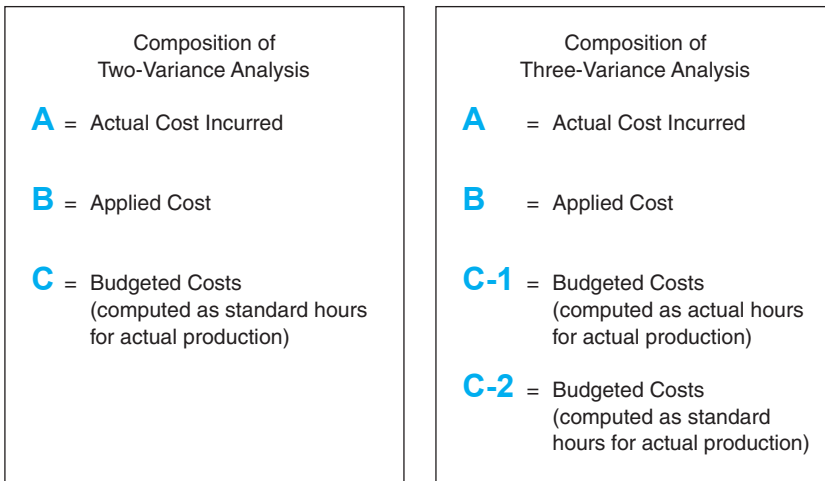 Composition of
Two-Variance Analysis
A = Actual Cost Incurred
B = Applied Cost
C = Budgeted Costs
(computed as standard hours
for actual production)
Composition of
Three-Variance Analysis
A = Actual Cost Incurred
B = Applied Cost
C-1 = Budgeted Costs
(computed as actual hours
for actual production)
C-2 = Budgeted Costs
(computed as standard
hours for actual production)